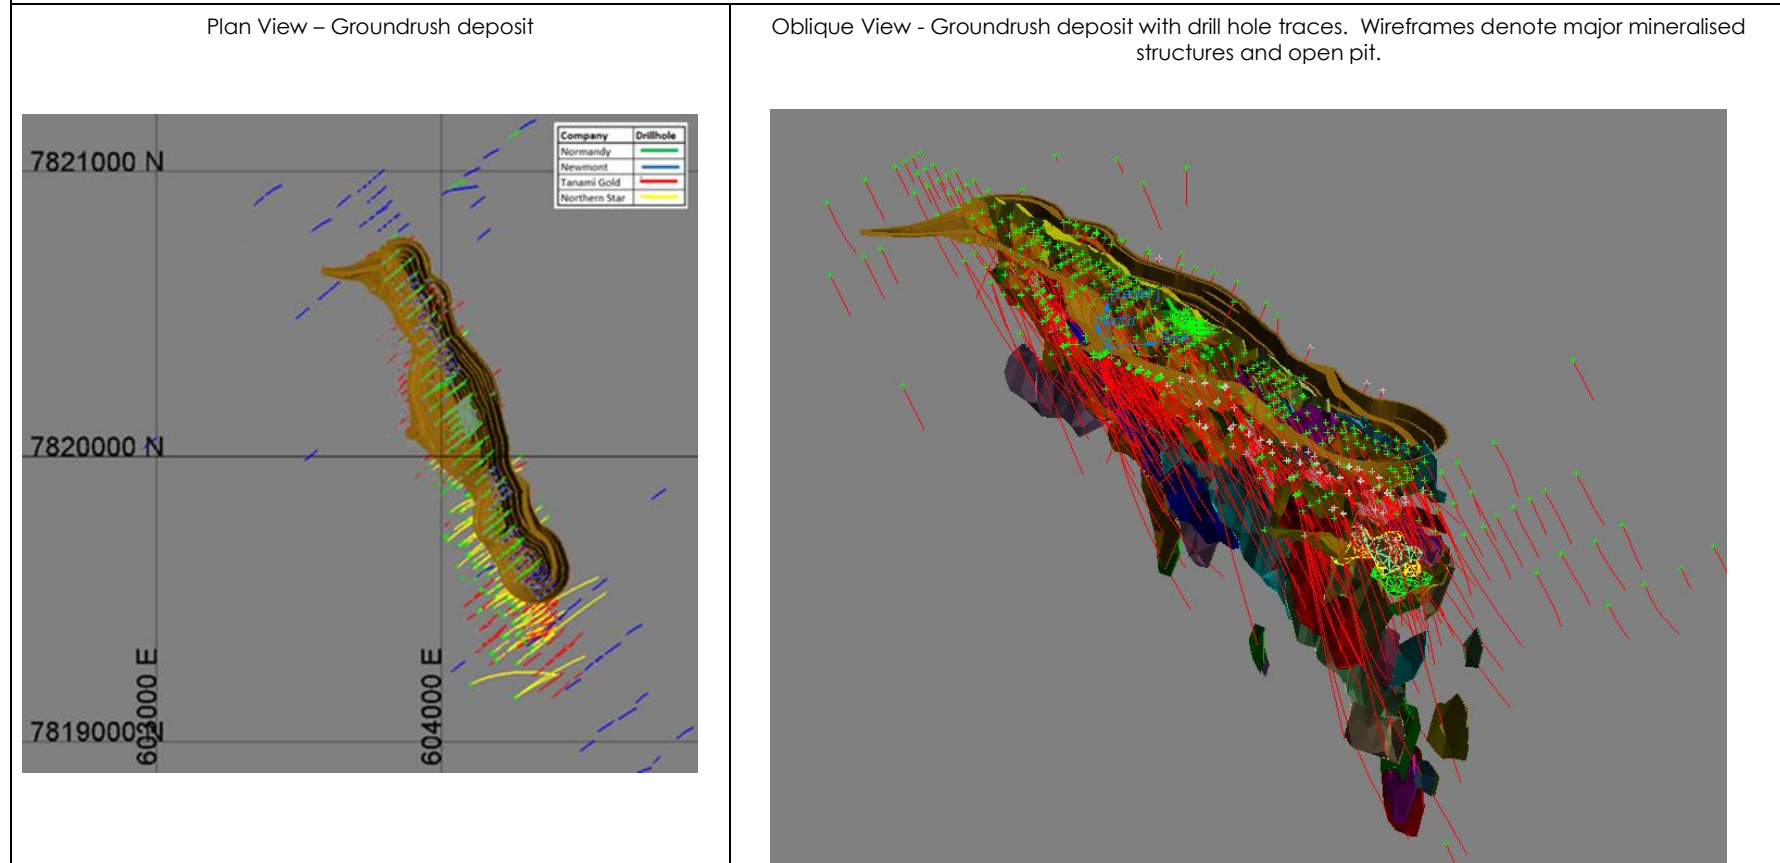 Plan View – Groundrush deposit
7821000 N
7820000 N
7819000 N
603000 E
604000 E
Company Drillhole
Normandy
Newmont
Tanami Gold
Northern Star
Oblique View - Groundrush deposit with drill hole traces. Wireframes denote major mineralised
structures and open pit.